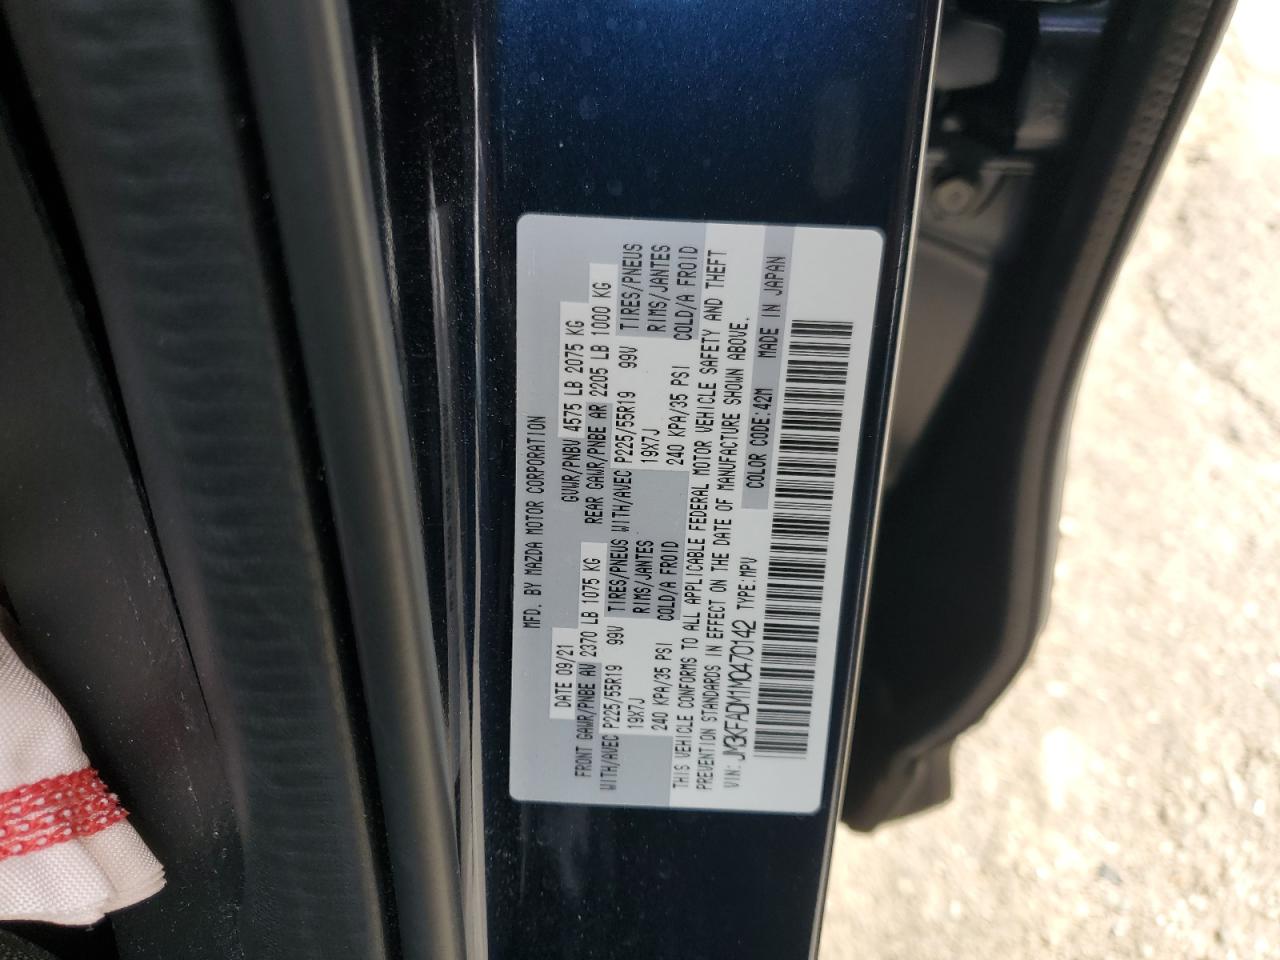 MFD. BY MAZDA MOTOR CORPORATION
DATE 09/21 GVWR/PNBV 4575 LB 2075 KG
FRONT GAWR/PNBE AV 2370 LB 1075 KG REAR GAWR/PNBE AR 2205 LB 1000 KG
WITH/AVEC P225/55R19 99V TIRES/PNEUS WITH/AVEC P225/55R19 99V TIRES/PNEUS
19X7J RIMS/JANTES 19X7J RIMS/JANTES
240 KPA/35 PSI COLD/A FROID 240 KPA/35 PSI COLD/A FROID
THIS VEHICLE CONFORMS TO ALL APPLICABLE FEDERAL MOTOR VEHICLE SAFETY AND THEFT
PREVENTION STANDARDS IN EFFECT ON THE DATE OF MANUFACTURE SHOWN ABOVE.
VIN: JM3KFADM1M0470142 TYPE:MPV COLOR CODE:42M MADE IN JAPAN